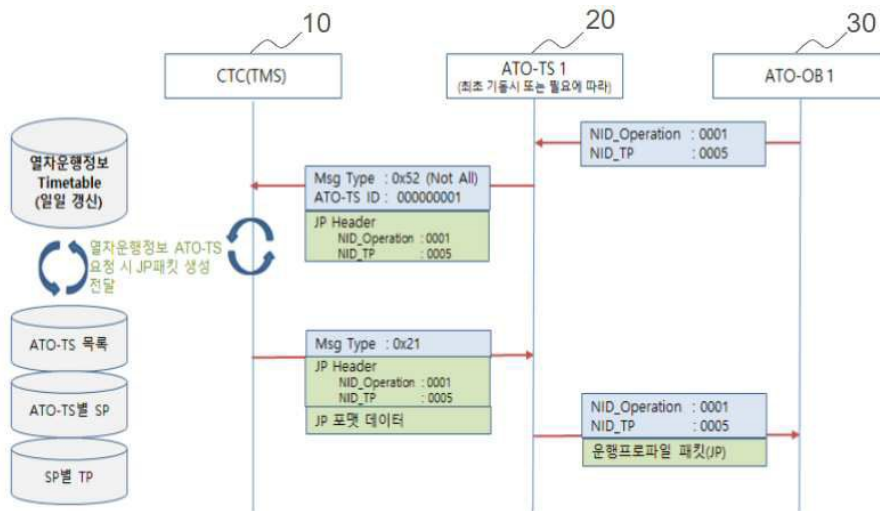 10
20
30
CTC(TMS)
ATO-TS 1
(최초 기동시 또는 필요에 따라)
ATO-OB 1
열차운행정보
Timetable
(일일 갱신)
NID_Operation : 0001
NID_TP : 0005
Msg Type : 0x52 (Not All)
ATO-TS ID : 000000001
JP Header
NID_Operation : 0001
NID_TP : 0005
열차운행정보 ATO-TS
요청 시 JP패킷 생성
전달
ATO-TS 목록
ATO-TS별 SP
SP별 TP
Msg Type : 0x21
JP Header
NID_Operation : 0001
NID_TP : 0005
JP 포맷 데이터
NID_Operation : 0001
NID_TP : 0005
운행프로파일 패킷(JP)